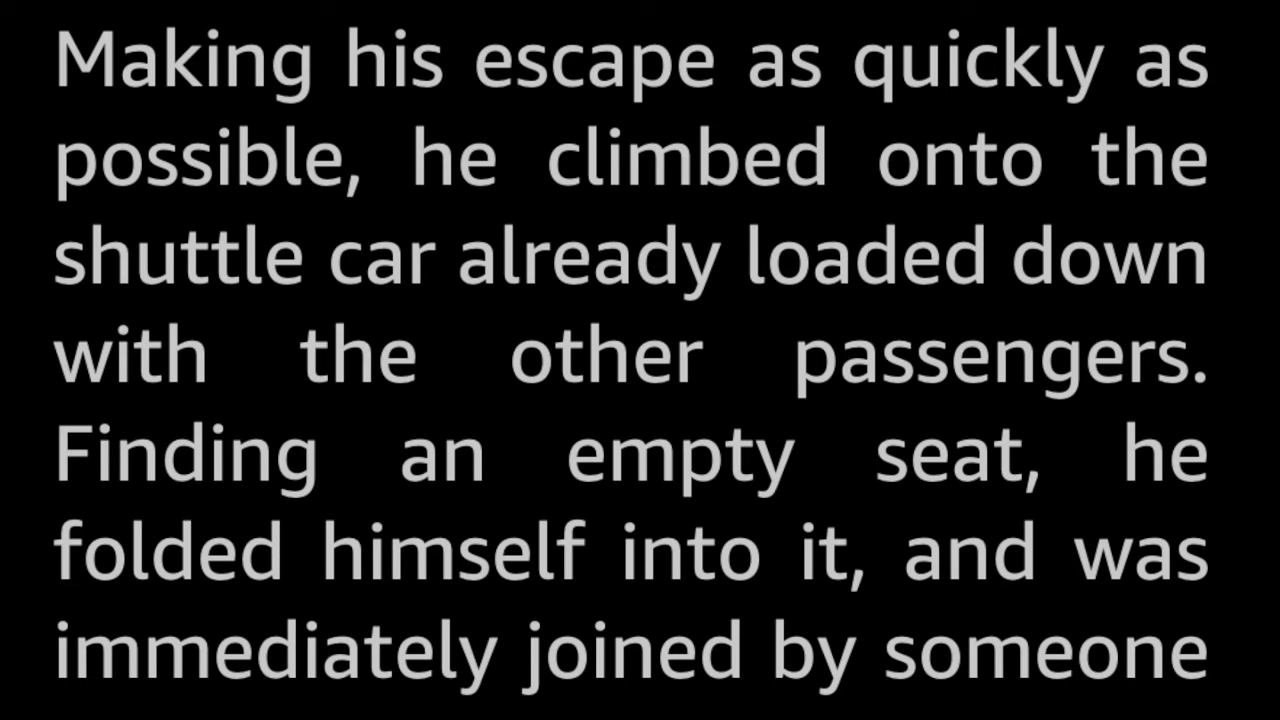 Making his escape as quickly as
possible, he climbed onto the
shuttle car already loaded down
with the other passengers.
Finding an empty seat, he
folded himself into it, and was
immediately joined by someone